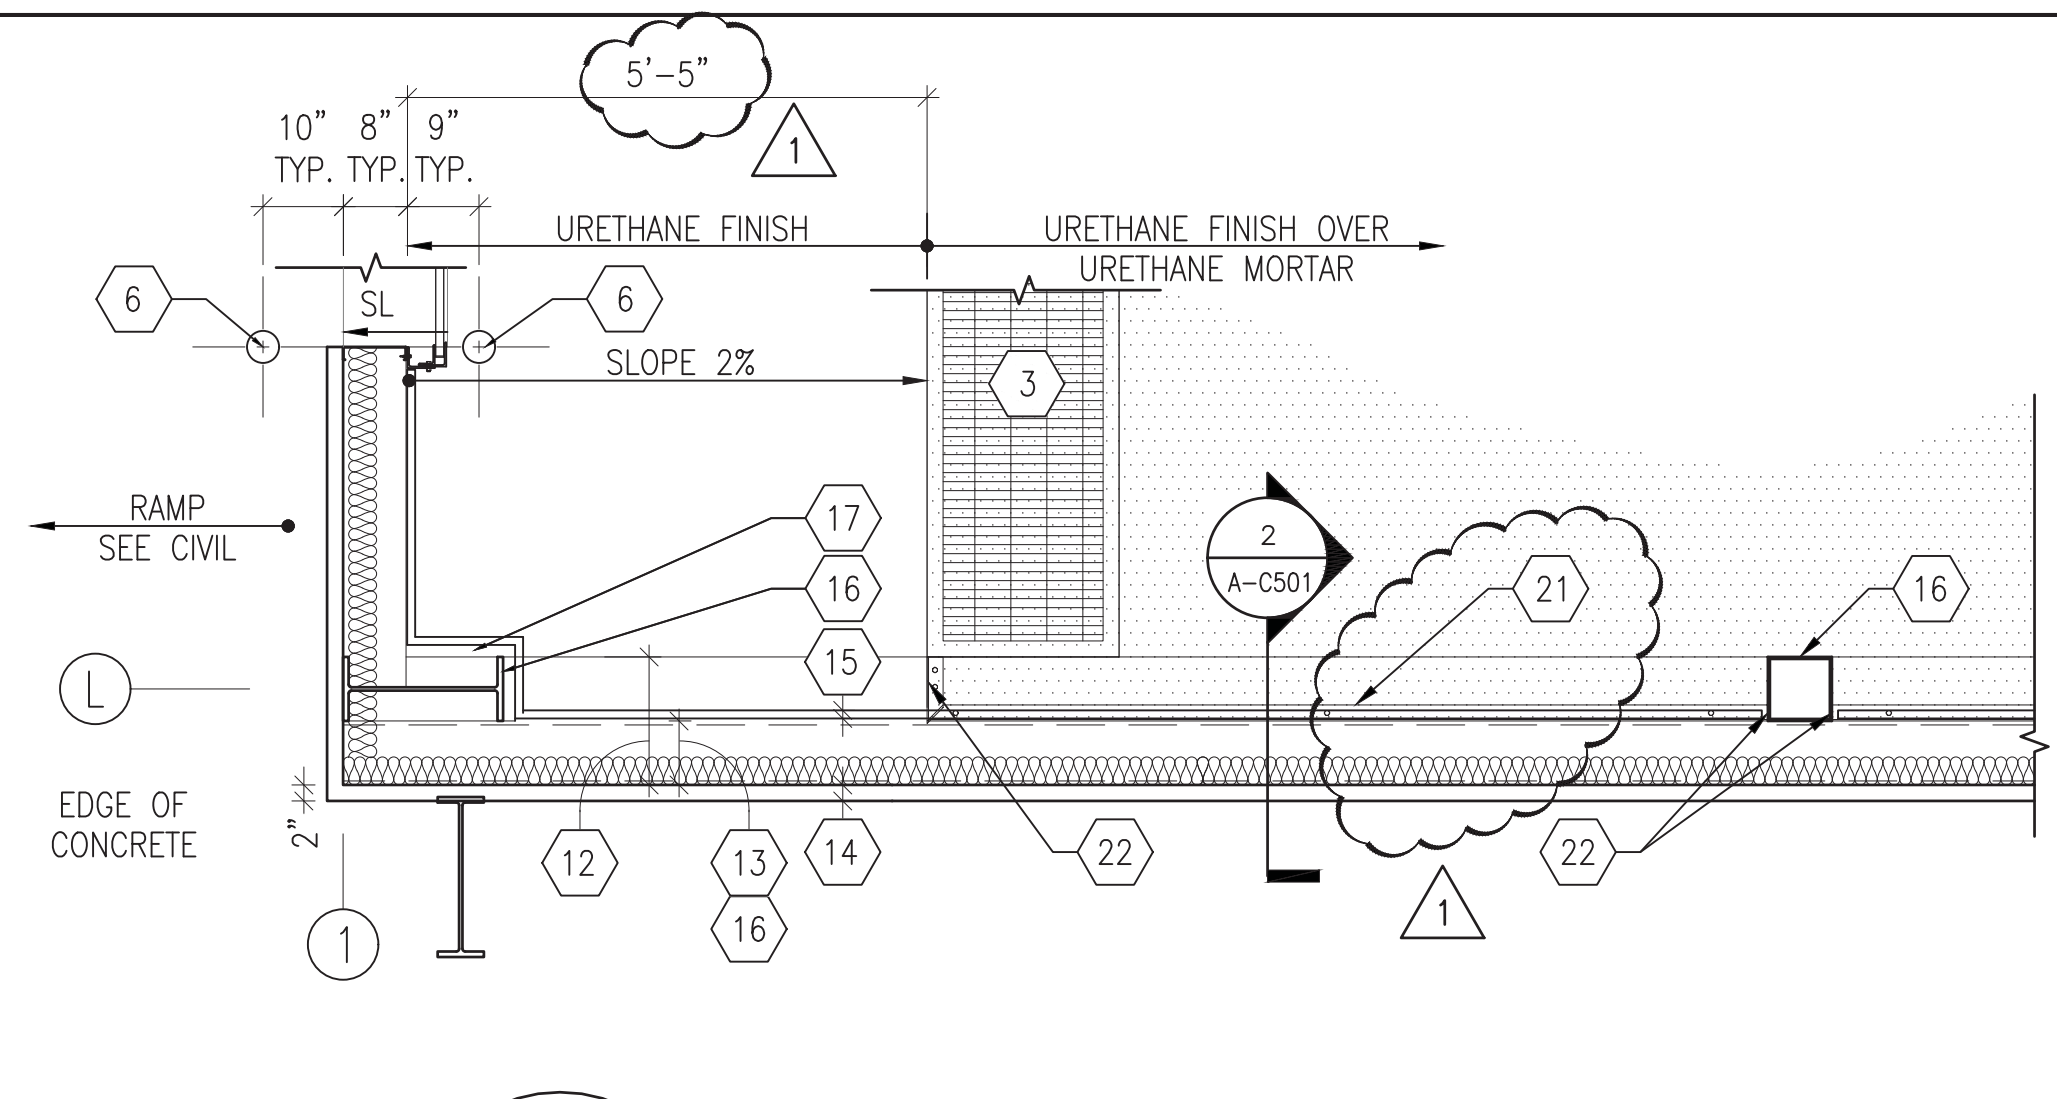 5'-5"
1
10" 8" 9"
TYP. TYP. TYP.
URETHANE FINISH
URETHANE FINISH OVER
URETHANE MORTAR
6
SL
6
SLOPE 2%
3
RAMP
SEE CIVIL
17
16
15
2
A-C501
21
16
L
EDGE OF
CONCRETE
2"
12
13
16
14
22
22
1
1